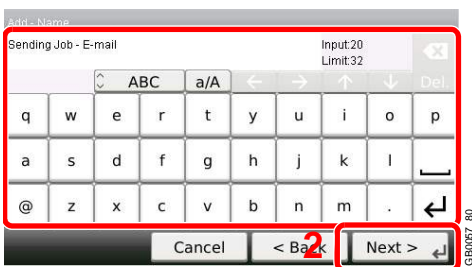 Add - Name
Sending Job - E-mail Input:20
Limit:32
ABC a/A ← → ↑ ↓ Del.
q w e r t y u i o p
a s d f g h j k l
@ z x c v b n m .
Cancel < Back Next >
2
GB0057_80